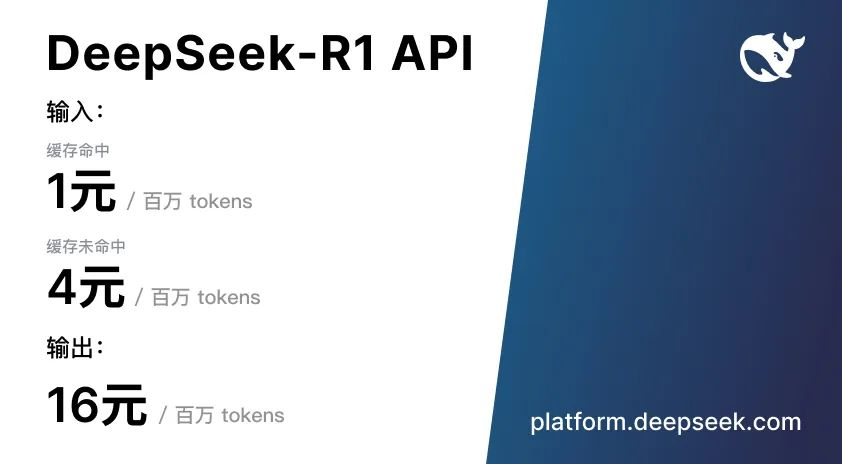 DeepSeek-R1 API
输入：
缓存命中
1元 / 百万 tokens
缓存未命中
4元 / 百万 tokens
输出：
16元 / 百万 tokens
platform.deepseek.com